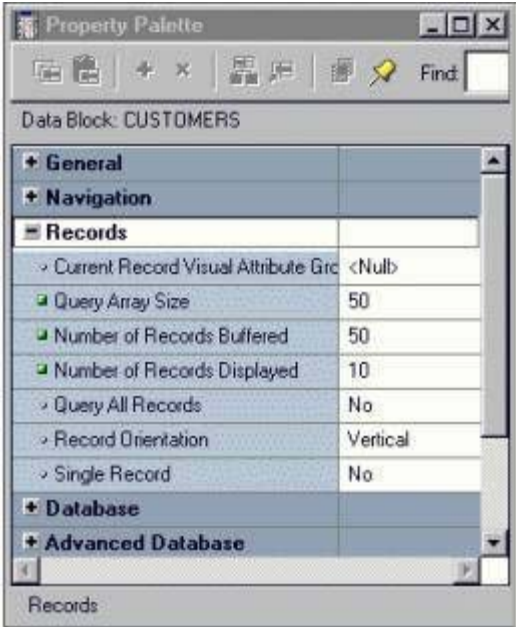 Property Palette
Find:
Data Block: CUSTOMERS
General
Navigation
Records
Current Record Visual Attribute Grc <Null>
Query Array Size 50
Number of Records Buffered 50
Number of Records Displayed 10
Query All Records No
Record Orientation Vertical
Single Record No
Database
Advanced Database
Records